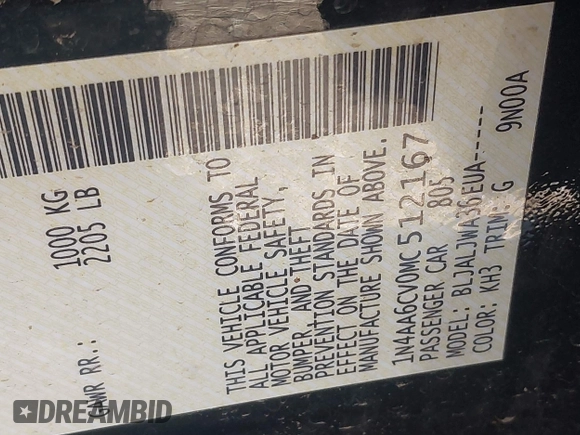 GAWR RR.: 1000 KG
2205 LB
THIS VEHICLE CONFORMS TO
ALL APPLICABLE FEDERAL
MOTOR VEHICLE SAFETY,
BUMPER, AND THEFT
PREVENTION STANDARDS IN
EFFECT ON THE DATE OF
MANUFACTURE SHOWN ABOVE.
1N4AA6CV0MC512167
PASSENGER CAR 805
MODEL: BLJALJWA36EUA-----
COLOR: KH3 TRIM: G 9N00A
DREAMBID